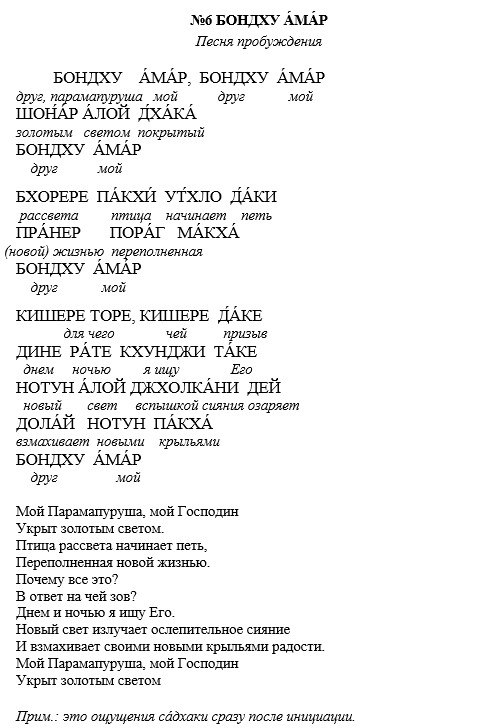 №6 БОНДХУ А́МА́Р
Песня пробуждения
БОНДХУ А́МА́Р, БОНДХУ А́МА́Р
друг, парамапуруша мой друг мой
ШОН́А́Р А́ЛОЙ Д́ХА́КА́
золотым светом покрытый
БОНДХУ А́МА́Р
друг мой
БХОРЕРЕ ПА́КХИ́ УТ́ХЛО Д́А́КИ
рассвета птица начинает петь
ПРА́НЕР ПОРА́Г МА́КХА́
(новой) жизнью переполненная
БОНДХУ А́МА́Р
друг мой
КИШЕРЕ ТОРЕ, КИШЕРЕ Д́А́КЕ
для чего чей призыв
ДИНЕ РА́ТЕ КХУНДЖИ ТА́КЕ
днем ночью я ищу Его
НОТУН А́ЛОЙ ДЖХОЛКА́НИ ДЕЙ
новый свет вспышкой сияния озаряет
ДОЛА́Й НОТУН ПА́КХА́
взмахивает новыми крыльями
БОНДХУ А́МА́Р
друг мой
Мой Парамапуруша, мой Господин
Укрыт золотым светом.
Птица рассвета начинает петь,
Переполненная новой жизнью.
Почему все это?
В ответ на чей зов?
Днем и ночью я ищу Его.
Новый свет излучает ослепительное сияние
И взмахивает своими новыми крыльями радости.
Мой Парамапуруша, мой Господин
Укрыт золотым светом
Прим.: это ощущения са́дхаки сразу после инициации.